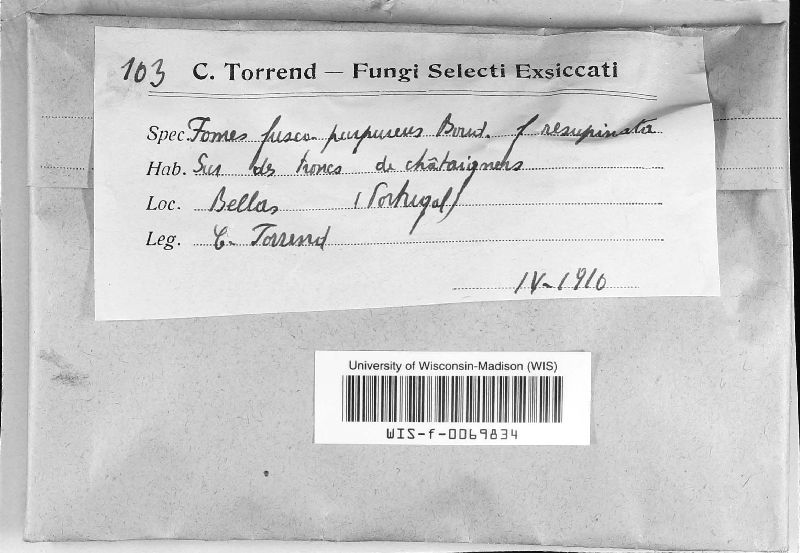 103 C. Torrend — Fungi Selecti Exsiccati
Spec. Fomes fusco-purpureus Boud. f resupinata
Hab. Sur des troncs de châtaigners
Loc. Bellas (Portugal)
Leg. C. Torrend
IV-1910
University of Wisconsin-Madison (WIS)
WIS-f-0069834